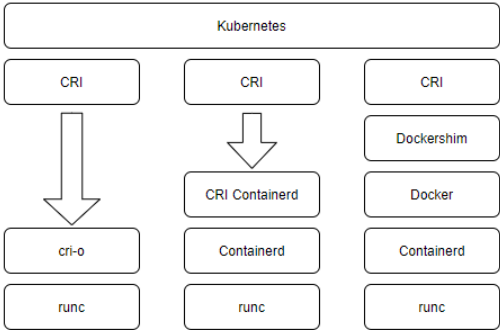 Kubernetes
CRI
CRI
CRI
Dockershim
CRI Containerd
Docker
cri-o
Containerd
Containerd
runc
runc
runc